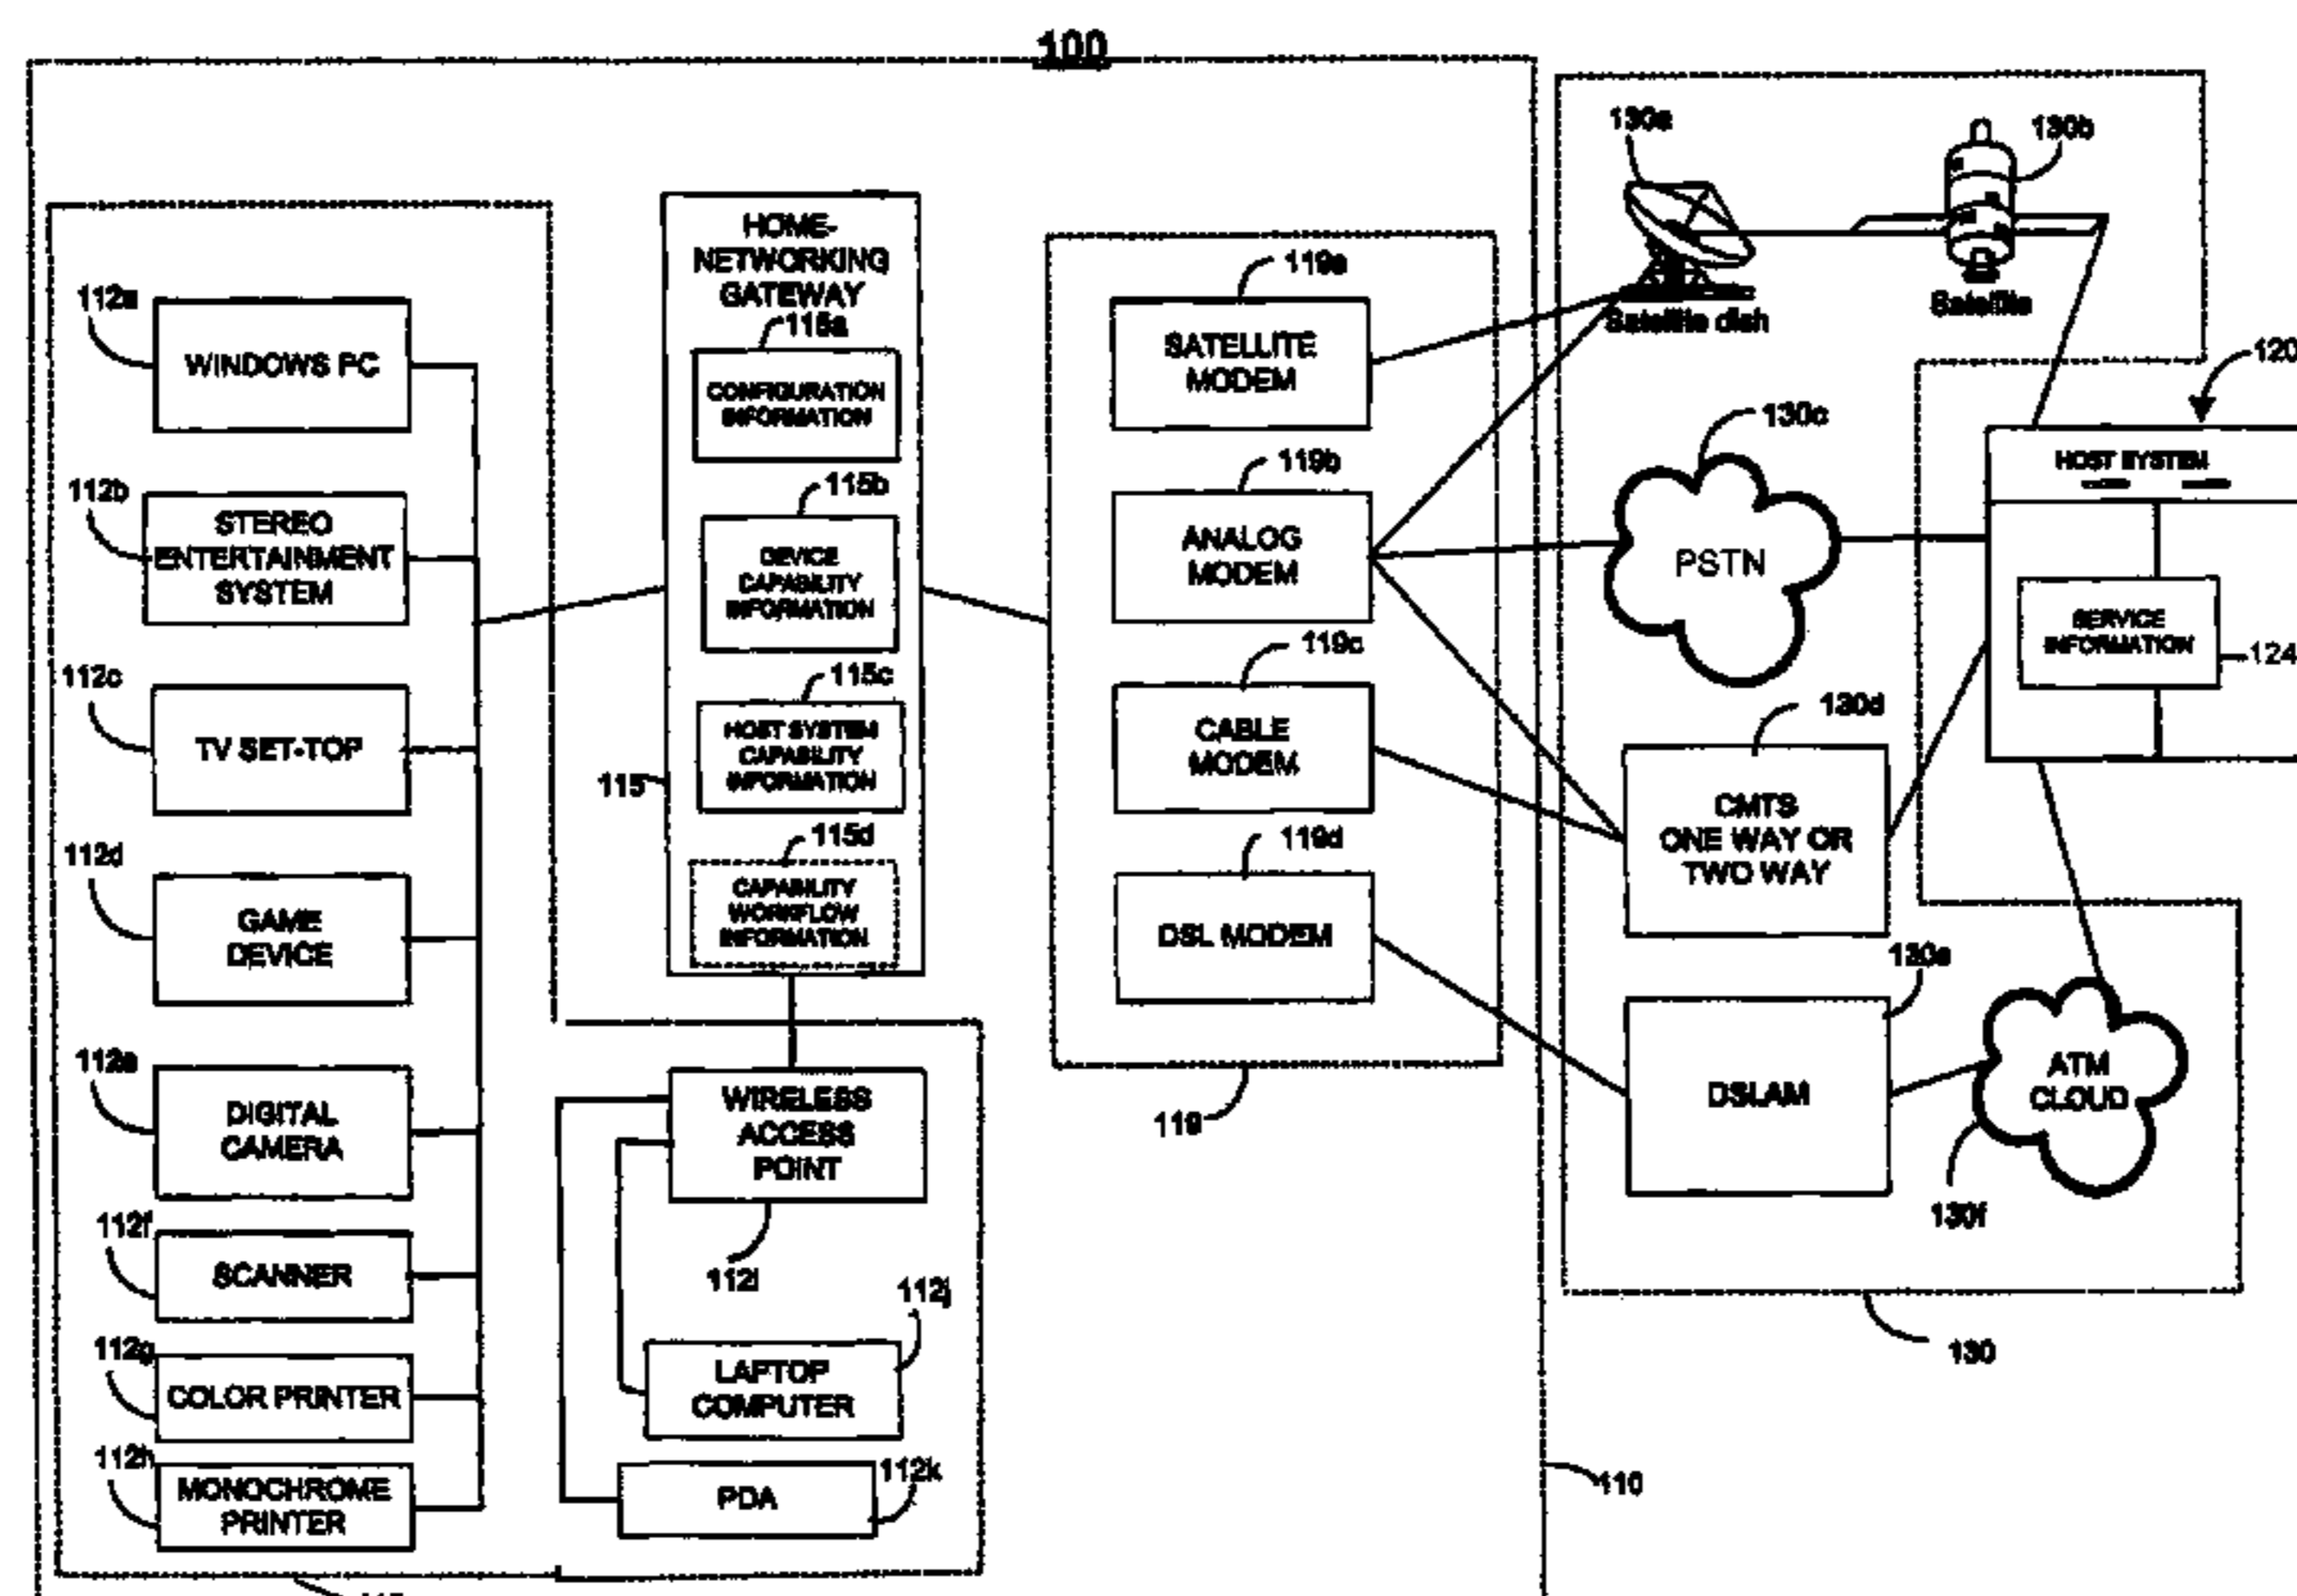 100
130a
130b
HOME-
NETWORKING
GATEWAY
115a
CONFIGURATION
INFORMATION
115b
DEVICE
CAPABILITY
INFORMATION
115c
HOST SYSTEM
CAPABILITY
INFORMATION
115
115d
CAPABILITY
WORKFLOW
INFORMATION
112a
WINDOWS PC
112b
STEREO
ENTERTAINMENT
SYSTEM
112c
TV SET-TOP
112d
GAME
DEVICE
112e
DIGITAL
CAMERA
112f
SCANNER
112g
COLOR PRINTER
112h
MONOCHROME
PRINTER
WIRELESS
ACCESS
POINT
112i
112j
LAPTOP
COMPUTER
112k
PDA
119a
SATELLITE
MODEM
119b
ANALOG
MODEM
119c
CABLE
MODEM
119d
DSL MODEM
119
Satellite dish
Satellite
120
130c
PSTN
HOST SYSTEM
SERVICE
INFORMATION
124
130d
CMTS
ONE WAY OR
TWO WAY
130e
DSLAM
ATM
CLOUD
130f
130
110